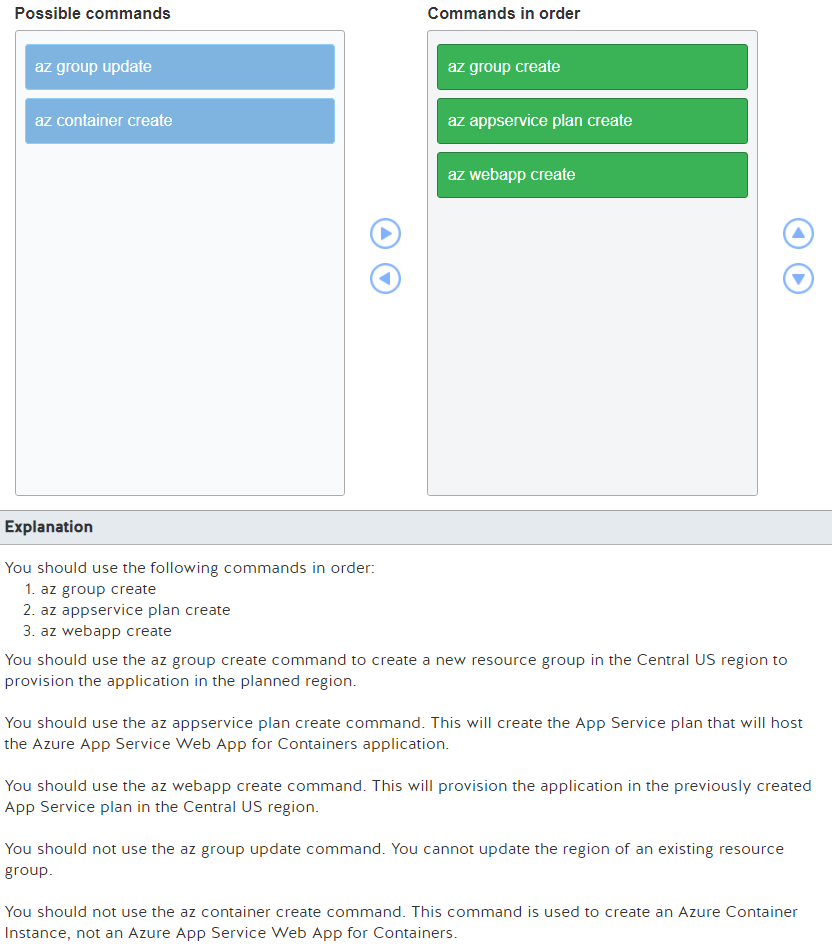 Possible commands
Commands in order
az group update
az container create
az group create
az appservice plan create
az webapp create
Explanation
You should use the following commands in order:
1. az group create
2. az appservice plan create
3. az webapp create
You should use the az group create command to create a new resource group in the Central US region to
provision the application in the planned region.
You should use the az appservice plan create command. This will create the App Service plan that will host
the Azure App Service Web App for Containers application.
You should use the az webapp create command. This will provision the application in the previously created
App Service plan in the Central US region.
You should not use the az group update command. You cannot update the region of an existing resource
group.
You should not use the az container create command. This command is used to create an Azure Container
Instance, not an Azure App Service Web App for Containers.